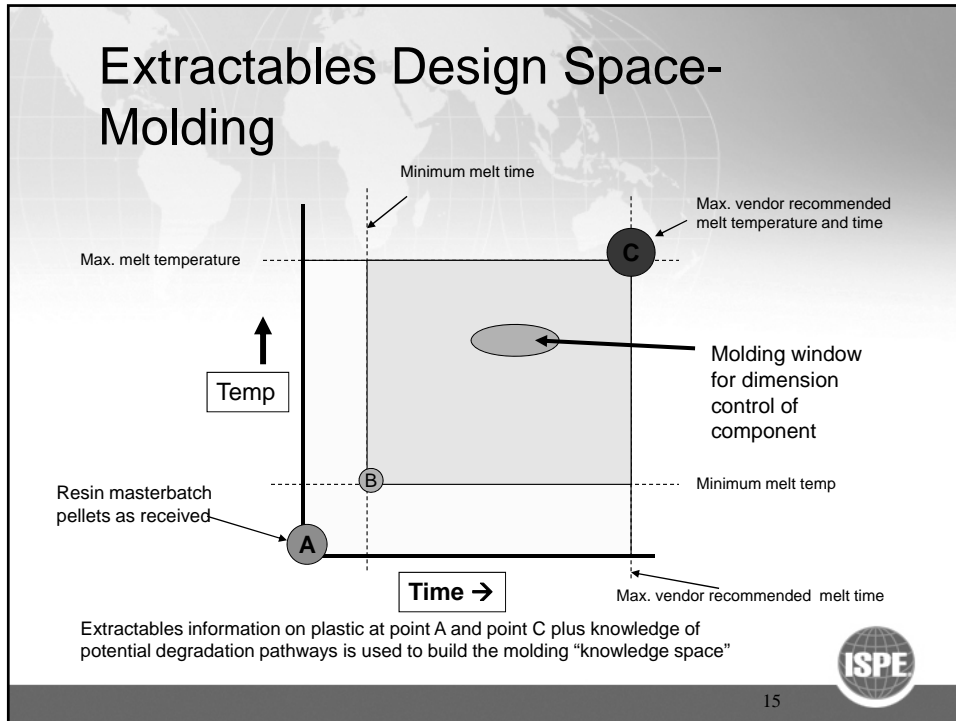 Extractables Design Space-
Molding
Minimum melt time
Max. vendor recommended
melt temperature and time
Max. melt temperature
C
Temp
Molding window
for dimension
control of
component
B
Minimum melt temp
Resin masterbatch
pellets as received
A
Time →
Max. vendor recommended melt time
Extractables information on plastic at point A and point C plus knowledge of
potential degradation pathways is used to build the molding “knowledge space”
ISPE
15